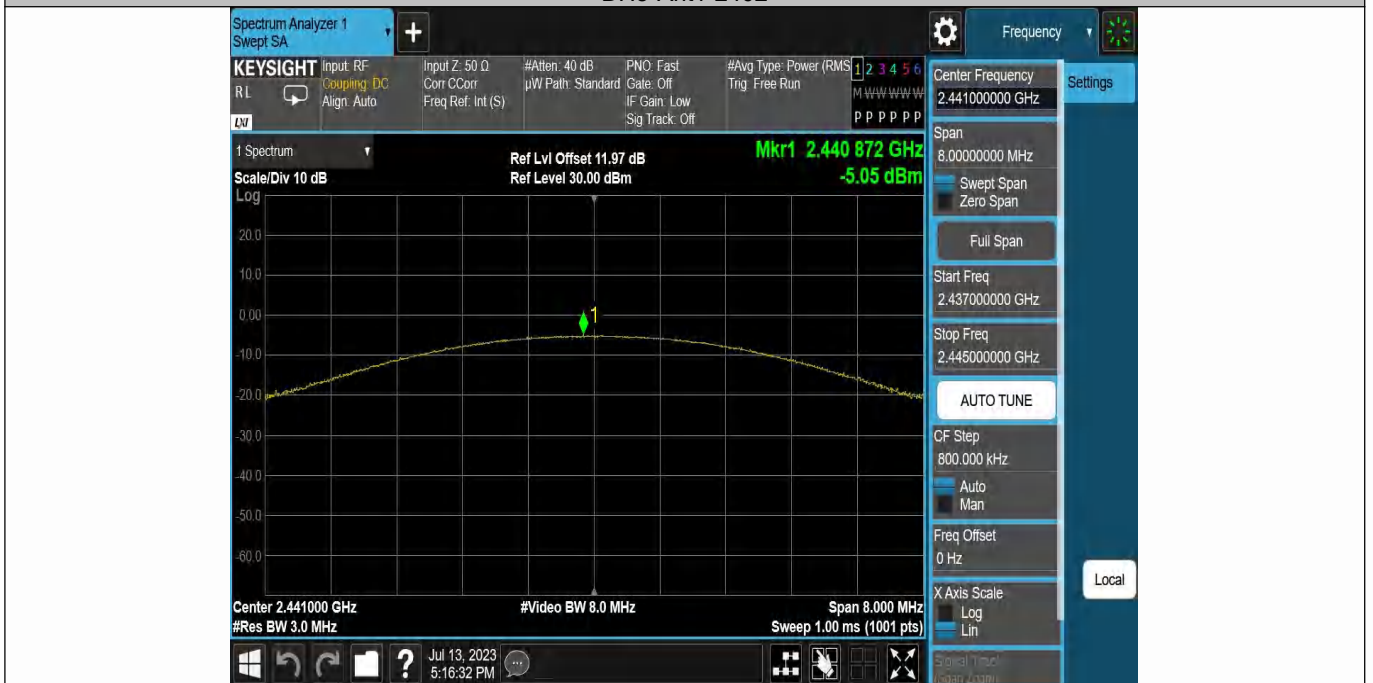 Spectrum Analyzer 1
Swept SA
Frequency
KEYSIGHT
RL
LXI
Input: RF
Coupling: DC
Align: Auto
Input Z: 50 Ω
Corr CCorr
Freq Ref: Int (S)
#Atten: 40 dB
µW Path: Standard
PNO: Fast
Gate: Off
IF Gain: Low
Sig Track: Off
#Avg Type: Power (RMS
Trig: Free Run
1 2 3 4 5 6
M W W W W W
P P P P P P
1 Spectrum
Scale/Div 10 dB
Log
Ref Lvl Offset 11.97 dB
Ref Level 30.00 dBm
Mkr1 2.440 872 GHz
-5.05 dBm
20.0
10.0
0.00
-10.0
-20.0
-30.0
-40.0
-50.0
-60.0
1
Center 2.441000 GHz
#Res BW 3.0 MHz
#Video BW 8.0 MHz
Span 8.000 MHz
Sweep 1.00 ms (1001 pts)
Jul 13, 2023
5:16:32 PM
Center Frequency
2.441000000 GHz
Settings
Span
8.00000000 MHz
Swept Span
Zero Span
Full Span
Start Freq
2.437000000 GHz
Stop Freq
2.445000000 GHz
AUTO TUNE
CF Step
800.000 kHz
Auto
Man
Freq Offset
0 Hz
X Axis Scale
Log
Lin
Local
Signal Track
(Span Zoom)